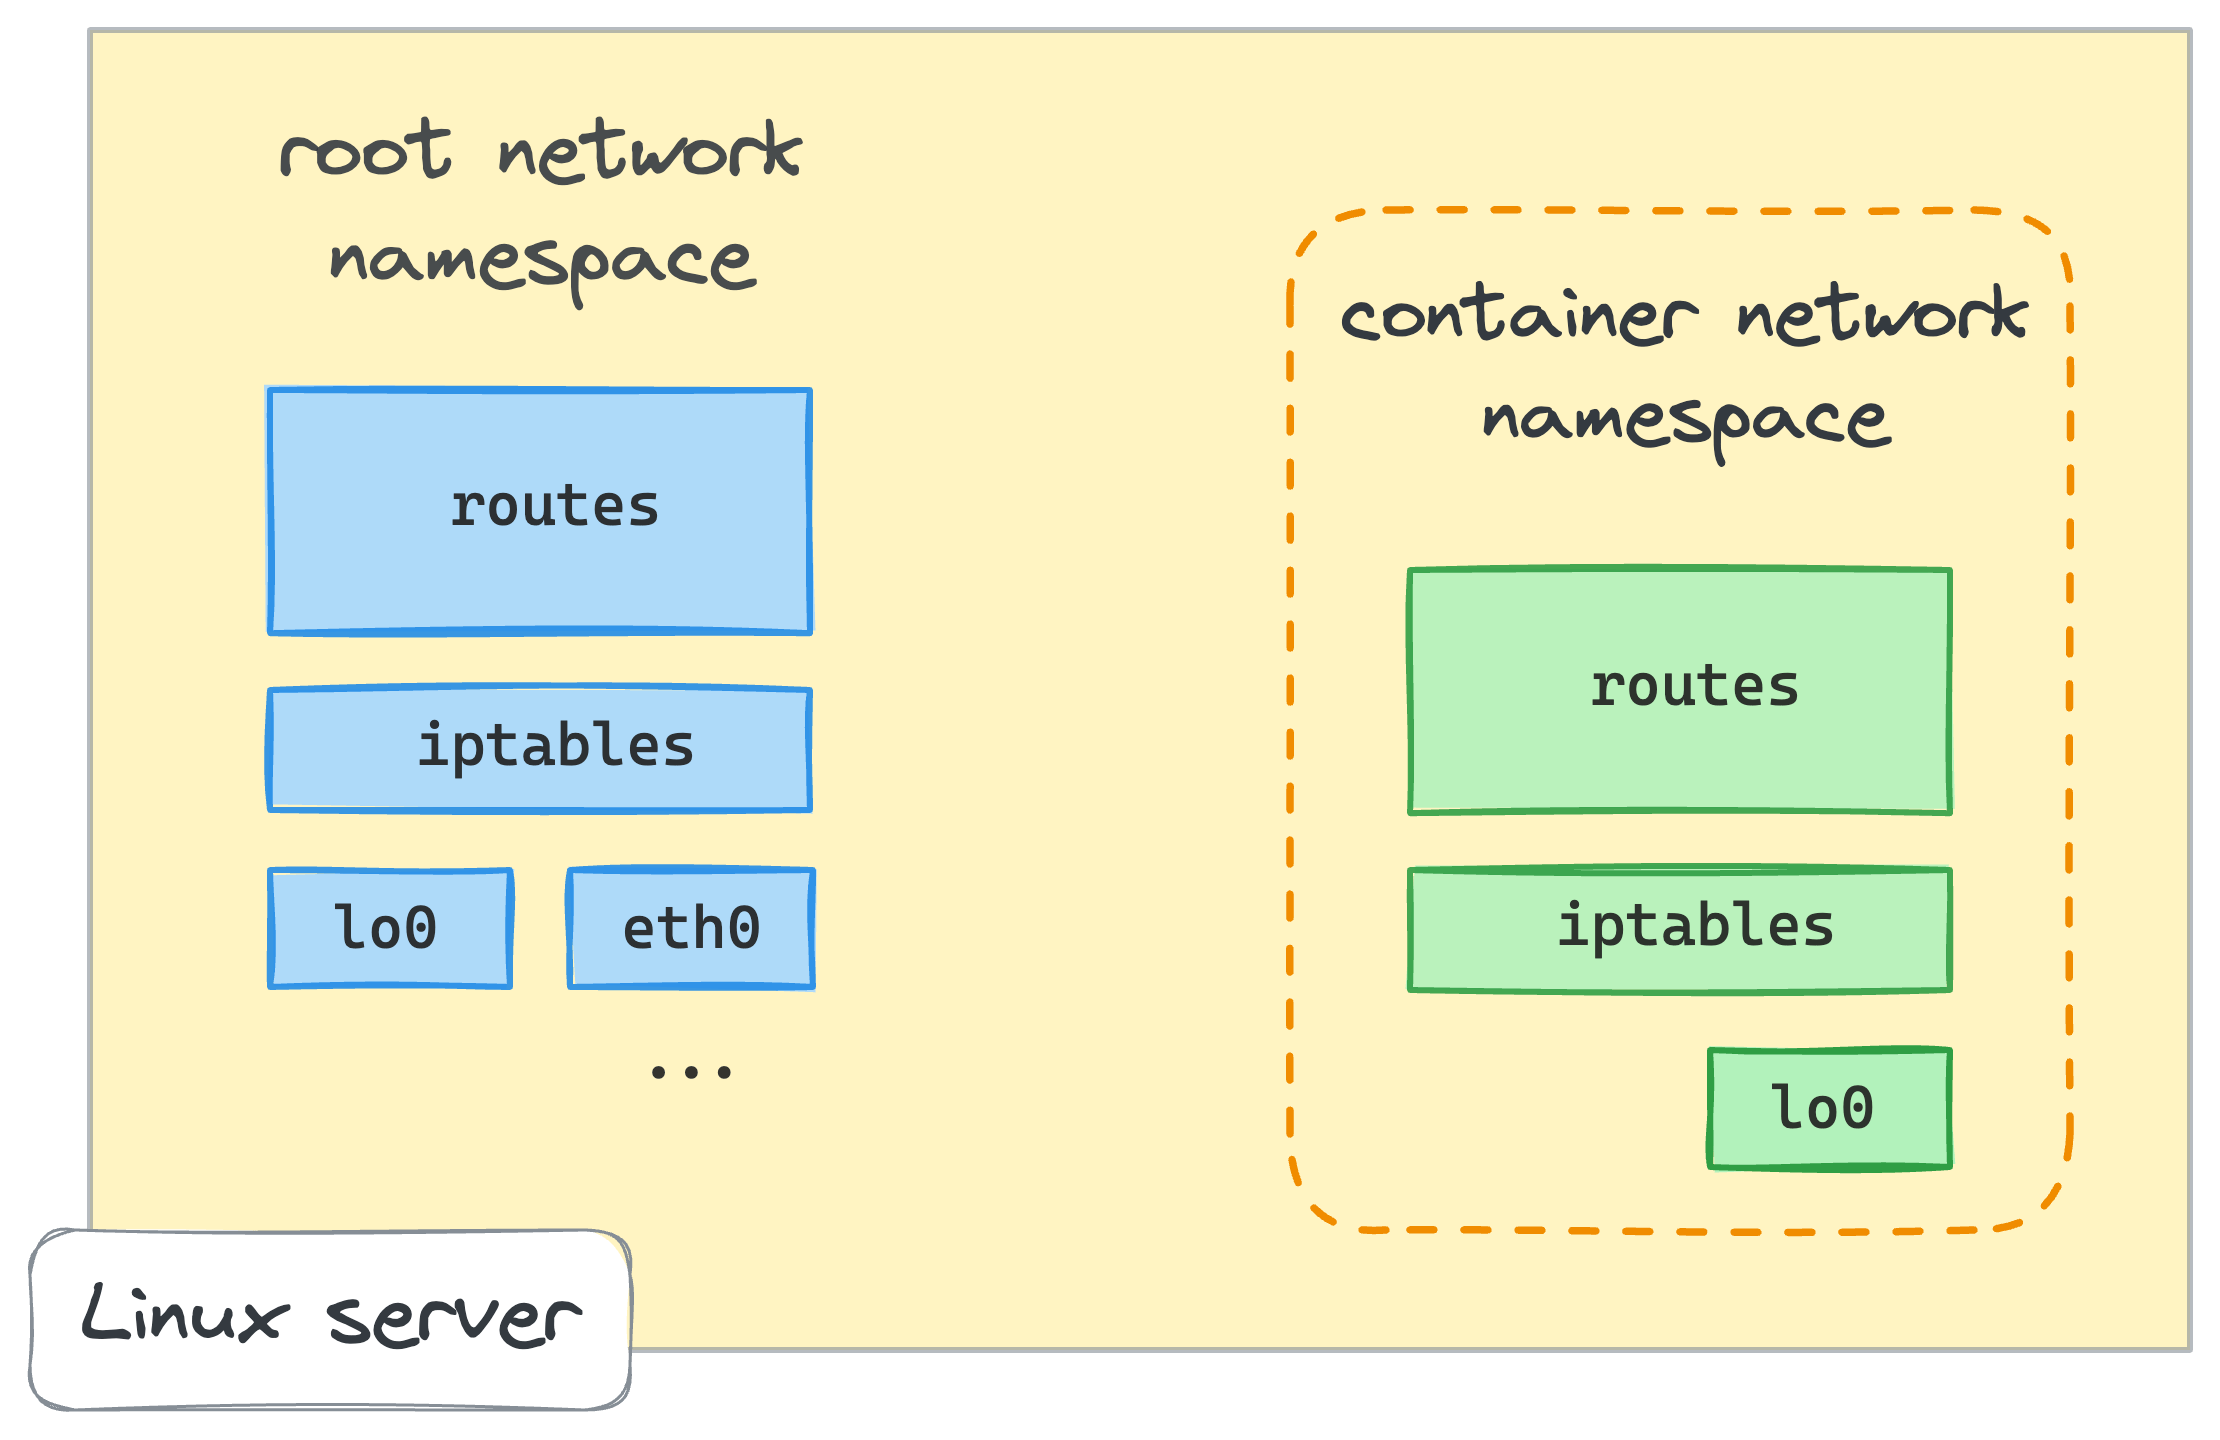 root network
namespace
routes
iptables
lo0
eth0
...
container network
namespace
routes
iptables
lo0
Linux server